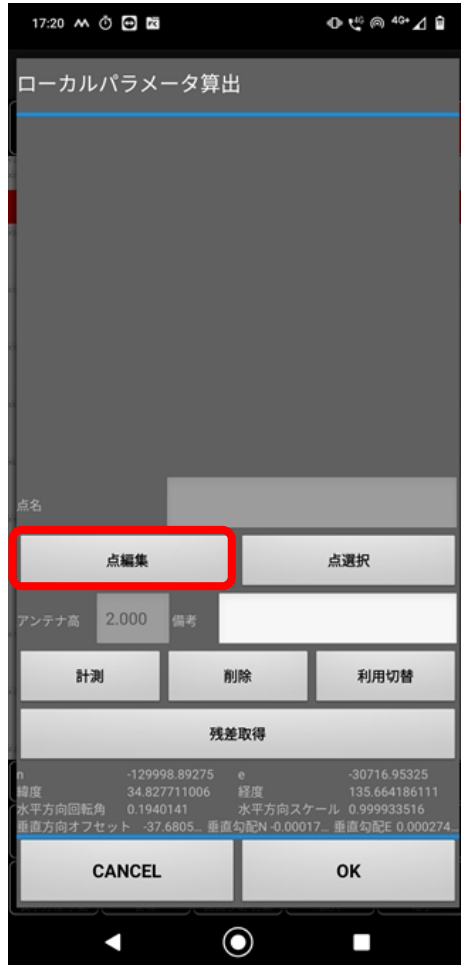 17:20 4G 4G+
ローカルパラメータ算出
点名
点編集 点選択
アンテナ高 2.000 備考
計測 削除 利用切替
残差取得
n -129998.89275 e -30716.95325
緯度 34.827711006 経度 135.664186111
水平方向回転角 0.1940141 水平方向スケール 0.999933516
垂直方向オフセット -37.6805... 垂直勾配N -0.00017... 垂直勾配E 0.000274...
CANCEL OK